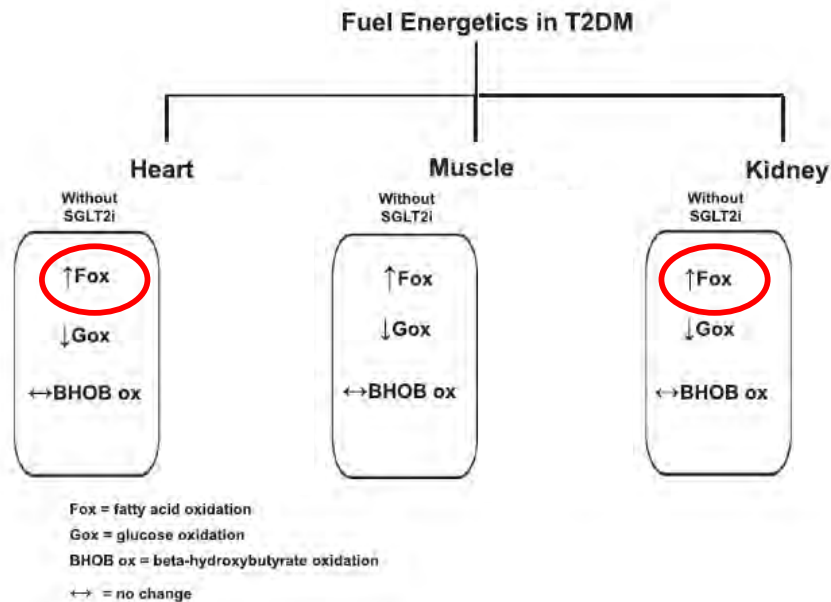 Fuel Energetics in T2DM
Heart
Muscle
Kidney
Without
SGLT2i
↑Fox
↓Gox
↔BHOB ox
Without
SGLT2i
↑Fox
↓Gox
↔BHOB ox
Without
SGLT2i
↑Fox
↓Gox
↔BHOB ox
Fox = fatty acid oxidation
Gox = glucose oxidation
BHOB ox = beta-hydroxybutyrate oxidation
↔ = no change